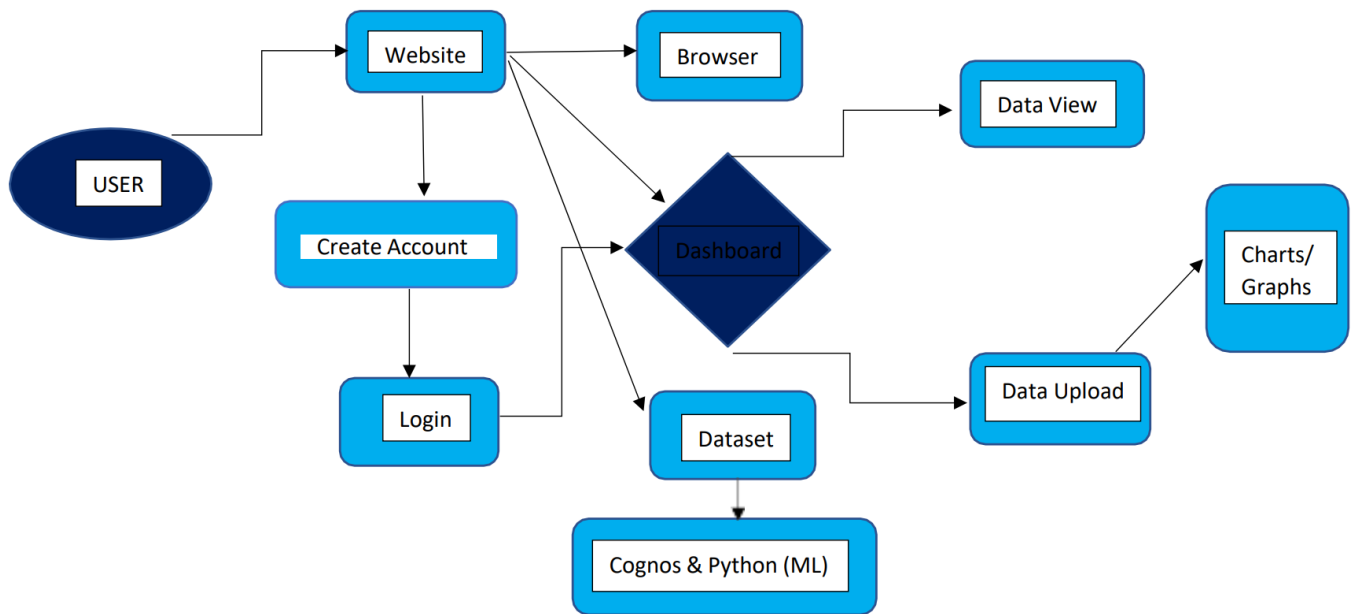 Website
Browser
Data View
USER
Create Account
Dashboard
Charts/
Graphs
Login
Data Upload
Dataset
Cognos & Python (ML)